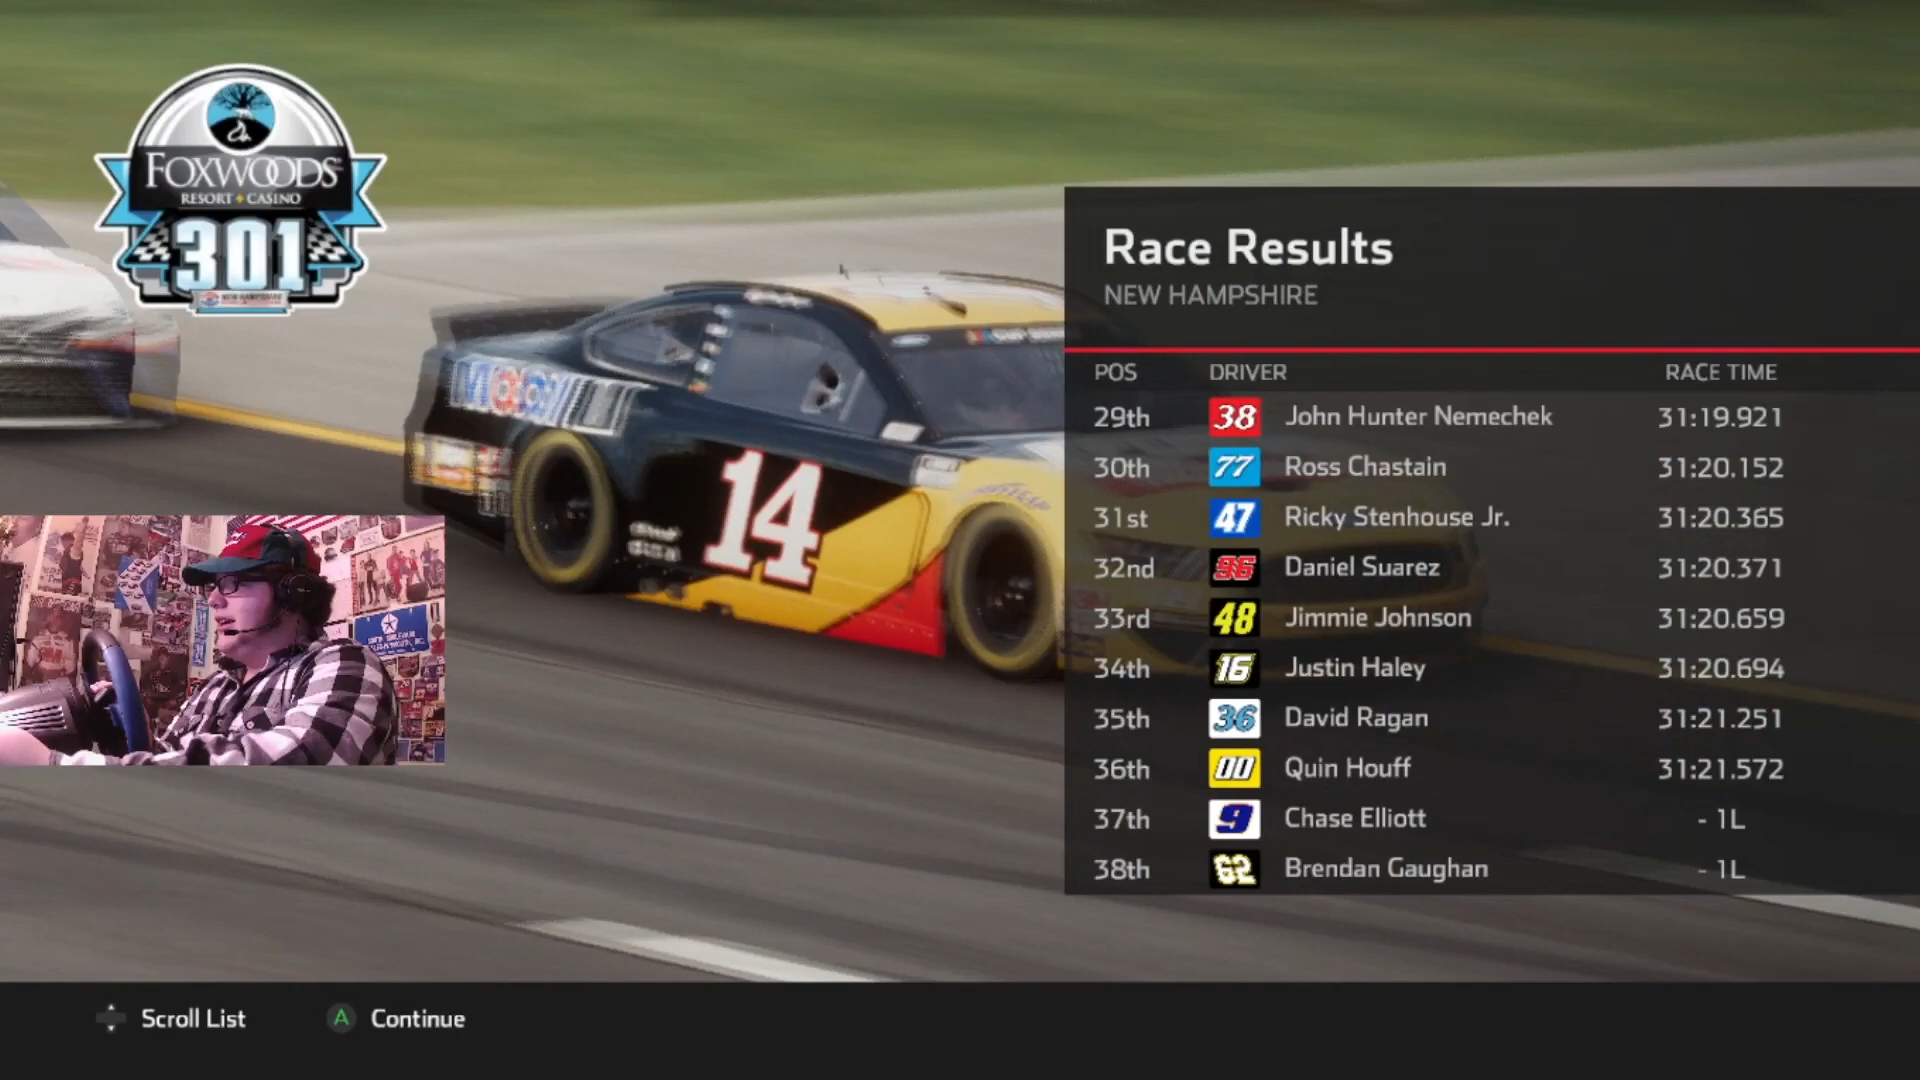 FOXWOODS
RESORT CASINO
301
NEW HAMPSHIRE
Mobil
14
Race Results
NEW HAMPSHIRE
POS DRIVER RACE TIME
29th 38 John Hunter Nemechek 31:19.921
30th 77 Ross Chastain 31:20.152
31st 47 Ricky Stenhouse Jr. 31:20.365
32nd 96 Daniel Suarez 31:20.371
33rd 48 Jimmie Johnson 31:20.659
34th 16 Justin Haley 31:20.694
35th 36 David Ragan 31:21.251
36th 00 Quin Houff 31:21.572
37th 9 Chase Elliott - 1L
38th 62 Brendan Gaughan - 1L
Scroll List A Continue